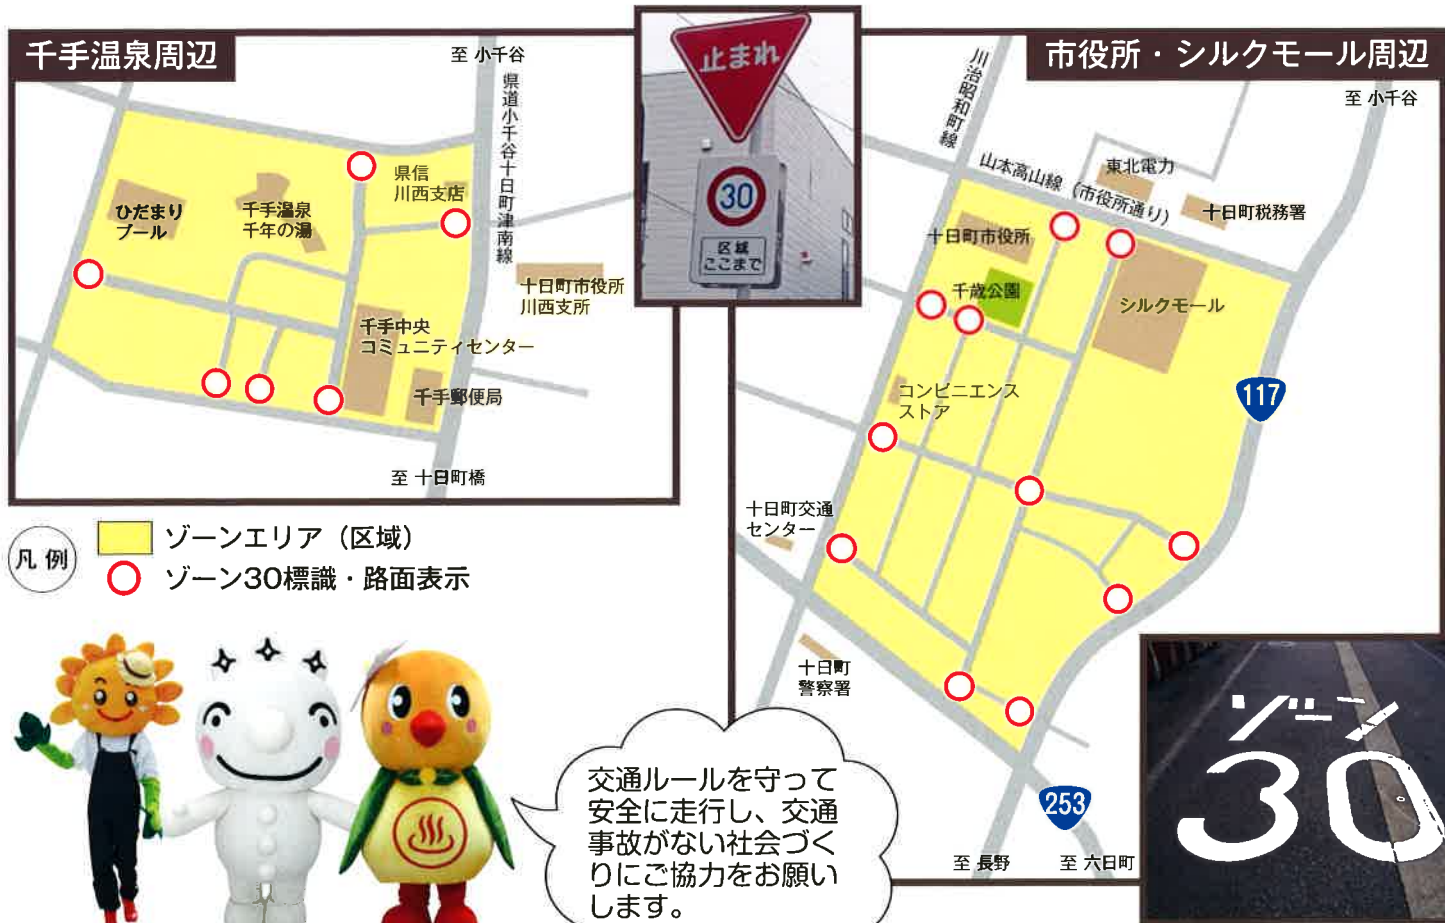 千手温泉周辺
至 小千谷
県道小千谷十日町津南線
県信
川西支店
ひだまり
プール
千手温泉
千年の湯
十日町市役所
川西支所
千手中央
コミュニティセンター
千手郵便局
至 十日町橋
止まれ
30
区域
ここまで
市役所・シルクモール周辺
川治昭和町線
至 小千谷
山本高山線（市役所通り）
東北電力
十日町税務署
十日町市役所
千歳公園
シルクモール
コンビニエンス
ストア
117
十日町交通
センター
十日町
警察署
253
至 長野
至 六日町
凡例
ゾーンエリア（区域）
ゾーン30標識・路面表示
交通ルールを守って
安全に走行し、交通
事故がない社会づく
りにご協力をお願い
します。
ゾーン
30